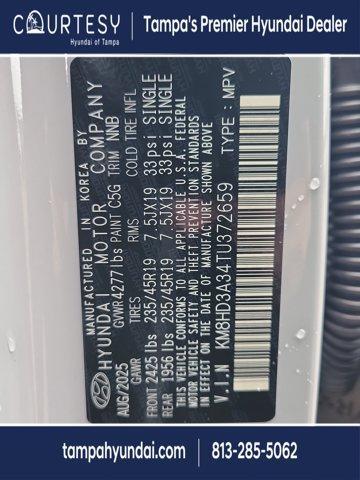 COURTESY
Hyundai of Tampa
Tampa's Premier Hyundai Dealer
MANUFACTURED IN KOREA BY
HYUNDAI MOTOR COMPANY
AUG/2025 GVWR 4277lbs PAINT C5G TRIM NNB
GAWR TIRES RIMS COLD TIRE INFL
FRONT 2425 lbs 235/45R19 7.5JX19 33 psi SINGLE
REAR 1956 lbs 235/45R19 7.5JX19 33 psi SINGLE
THIS VEHICLE CONFORMS TO ALL APPLICABLE U.S. FEDERAL
MOTOR VEHICLE SAFETY AND THEFT PREVENTION STANDARDS
IN EFFECT ON THE DATE OF MANUFACTURE SHOWN ABOVE
V.I.N KM8HD3A34TU372659 TYPE : MPV
tampahyundai.com 813-285-5062